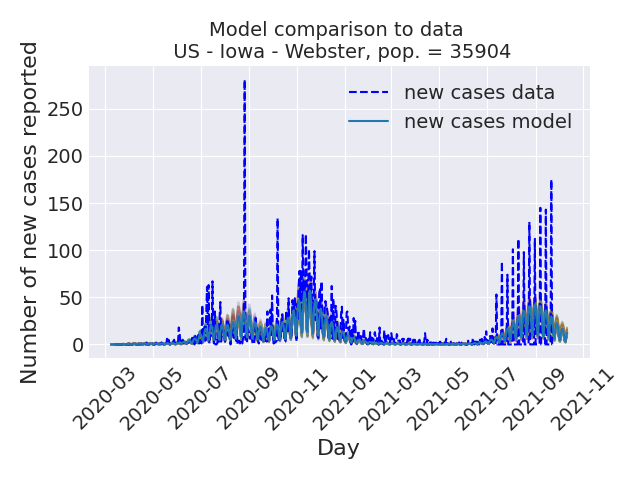 Model comparison to data
US - Iowa - Webster, pop. = 35904
new cases data
new cases model
Number of new cases reported
250
200
150
100
50
0
2020-03
2020-05
2020-07
2020-09
2020-11
2021-01
2021-03
2021-05
2021-07
2021-09
2021-11
Day